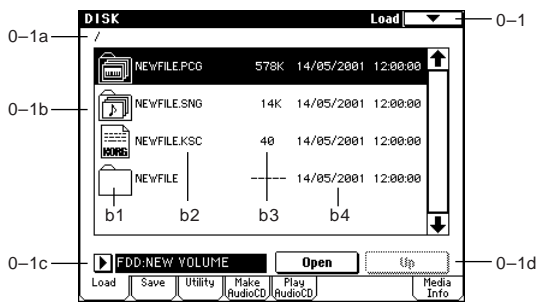 DISK Load 0–1
0–1a /
NEWFILE.PCG 578K 14/05/2001 12:00:00
0–1b NEWFILE.SNG 14K 14/05/2001 12:00:00
KORG NEWFILE.KSC 40 14/05/2001 12:00:00
NEWFILE ------ 14/05/2001 12:00:00
b1 b2 b3 b4
0–1c FDD:NEW VOLUME Open Up 0–1d
Load Save Utility Make AudioCD Play AudioCD Media Info